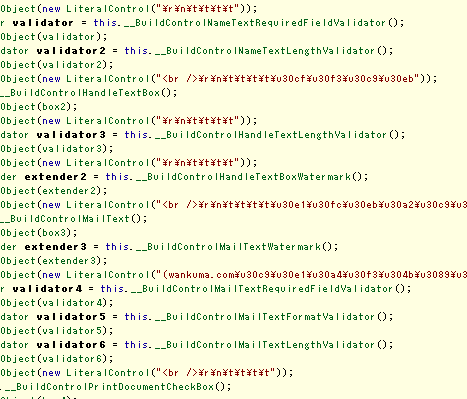 Object(new LiteralControl("¥r¥n¥t¥t¥t¥t"));
r validator = this.__BuildControlNameTextRequiredFieldValidator();
Object(validator);
dator validator2 = this.__BuildControlNameTextLengthValidator();
Object(validator2);
Object(new LiteralControl("<br />¥r¥n¥t¥t¥t¥t¥u30cf¥u30f3¥u30c9¥u30eb"));
__BuildControlHandleTextBox();
Object(box2);
Object(new LiteralControl("¥r¥n¥t¥t¥t¥t"));
dator validator3 = this.__BuildControlHandleTextLengthValidator();
Object(validator3);
Object(new LiteralControl("¥r¥n¥t¥t¥t¥t"));
der extender2 = this.__BuildControlHandleTextBoxWatermark();
Object(extender2);
Object(new LiteralControl("<br />¥r¥n¥t¥t¥t¥t¥u30e1¥u30fc¥u30eb¥u30a2¥u30c9¥u3
__BuildControlMailText();
Object(box3);
der extender3 = this.__BuildControlMailTextWatermark();
Object(extender3);
Object(new LiteralControl("(wankuma.com¥u30c9¥u30e1¥u30a4¥u30f3¥u304b¥u3089¥u3
r validator4 = this.__BuildControlMailTextRequiredFieldValidator();
Object(validator4);
dator validator5 = this.__BuildControlMailTextFormatValidator();
Object(validator5);
dator validator6 = this.__BuildControlMailTextLengthValidator();
Object(validator6);
Object(new LiteralControl("<br />¥r¥n¥t¥t¥t¥t"));
.__BuildControlPrintDocumentCheckBox();